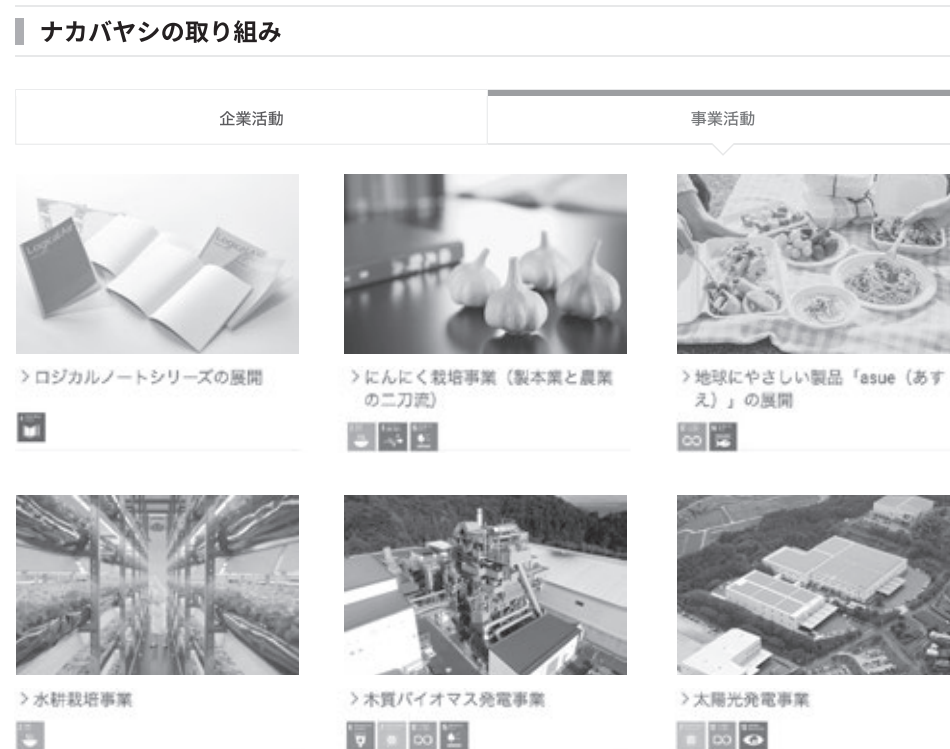 ナカバヤシの取り組み
企業活動
事業活動
ロジカルノートシリーズの展開
にんにく栽培事業（製本業と農業
の二刀流）
地球にやさしい製品「asue（あす
え）」の展開
水耕栽培事業
木質バイオマス発電事業
太陽光発電事業